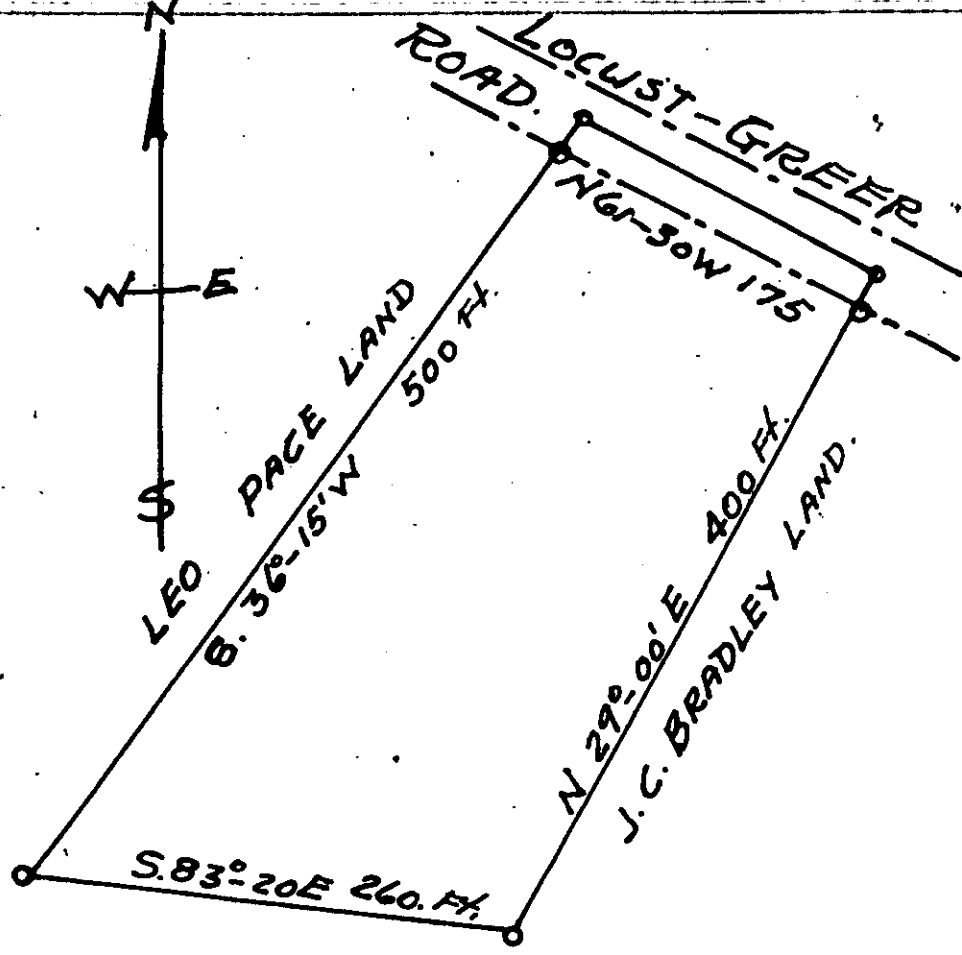 N
LOCUST-GREER
ROAD.
N61-30W 175
W E
S
LEO PACE LAND
500 Ft.
S. 36°-15' W
400 Ft.
N 29°-00' E
J.C. BRADLEY LAND.
S. 83°-20E 260. Ft.